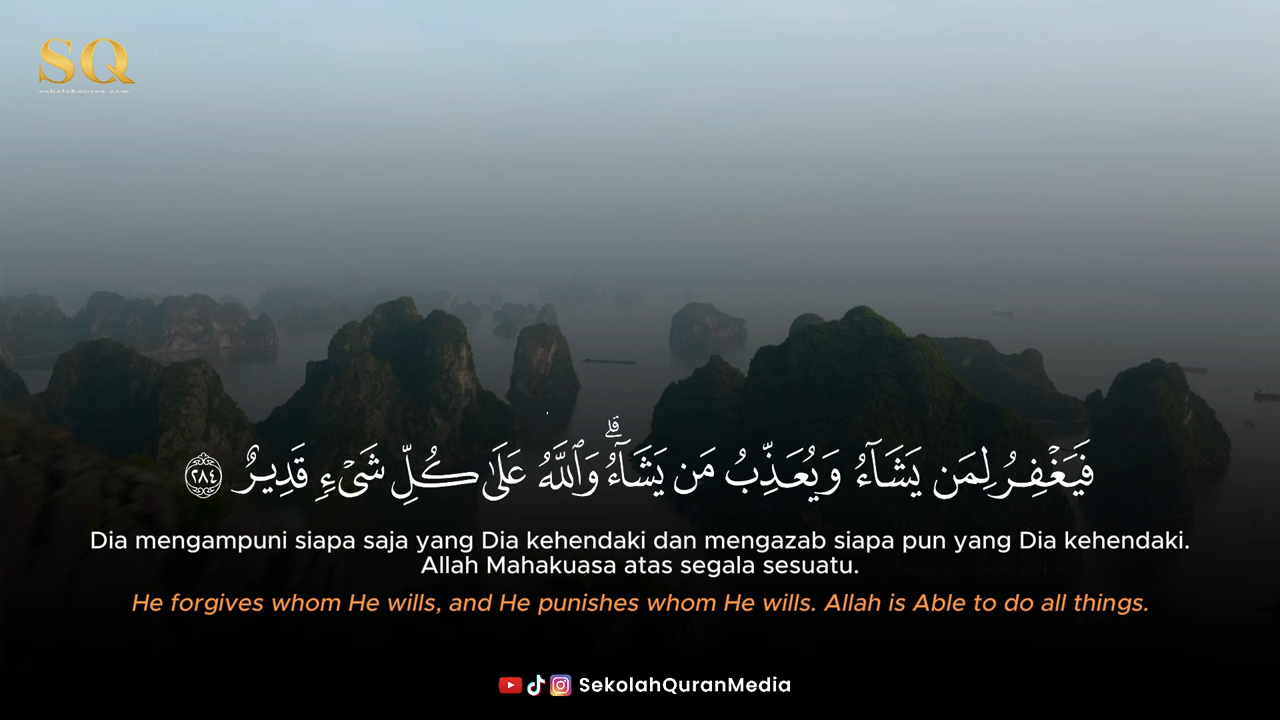 SQ
sekolahquran.com
فَيَغْفِرُ لِمَن يَشَآءُ وَيُعَذِّبُ مَن يَشَآءُ ۗ وَٱللَّهُ عَلَىٰ كُلِّ شَىْءٍ قَدِيرٌ ٢٨٤
Dia mengampuni siapa saja yang Dia kehendaki dan mengazab siapa pun yang Dia kehendaki.
Allah Mahakuasa atas segala sesuatu.
He forgives whom He wills, and He punishes whom He wills. Allah is Able to do all things.
SekolahQuranMedia